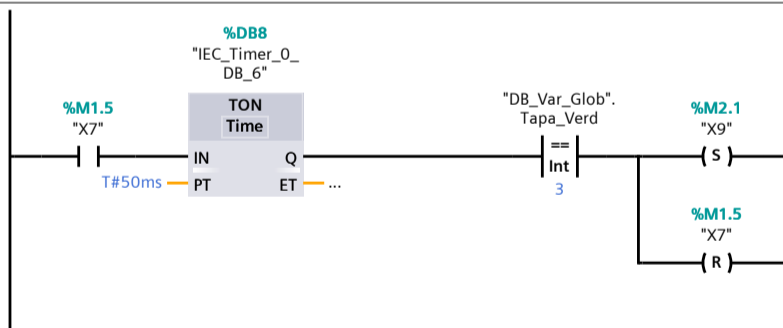 %DB8
"IEC_Timer_0_
DB_6"
%M1.5
"X7"
TON
Time
IN
Q
T#50ms
PT
ET
...
"DB_Var_Glob".
Tapa_Verd
==
Int
3
%M2.1
"X9"
S
%M1.5
"X7"
R